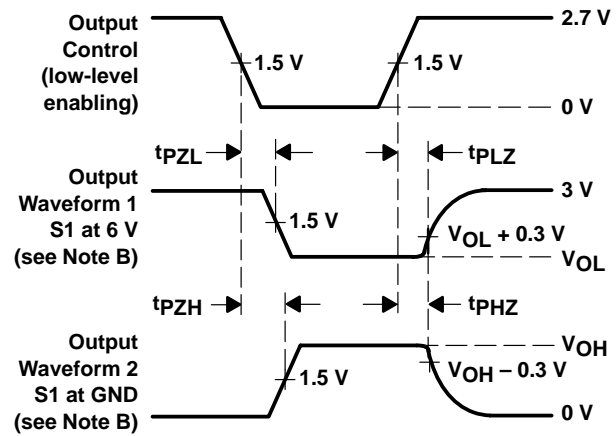 Output
Control
(low-level
enabling)
2.7 V
1.5 V
1.5 V
0 V
tPZL
tPLZ
Output
Waveform 1
S1 at 6 V
(see Note B)
3 V
1.5 V
VOL + 0.3 V
VOL
tPZH
tPHZ
Output
Waveform 2
S1 at GND
(see Note B)
VOH
1.5 V
VOH – 0.3 V
0 V